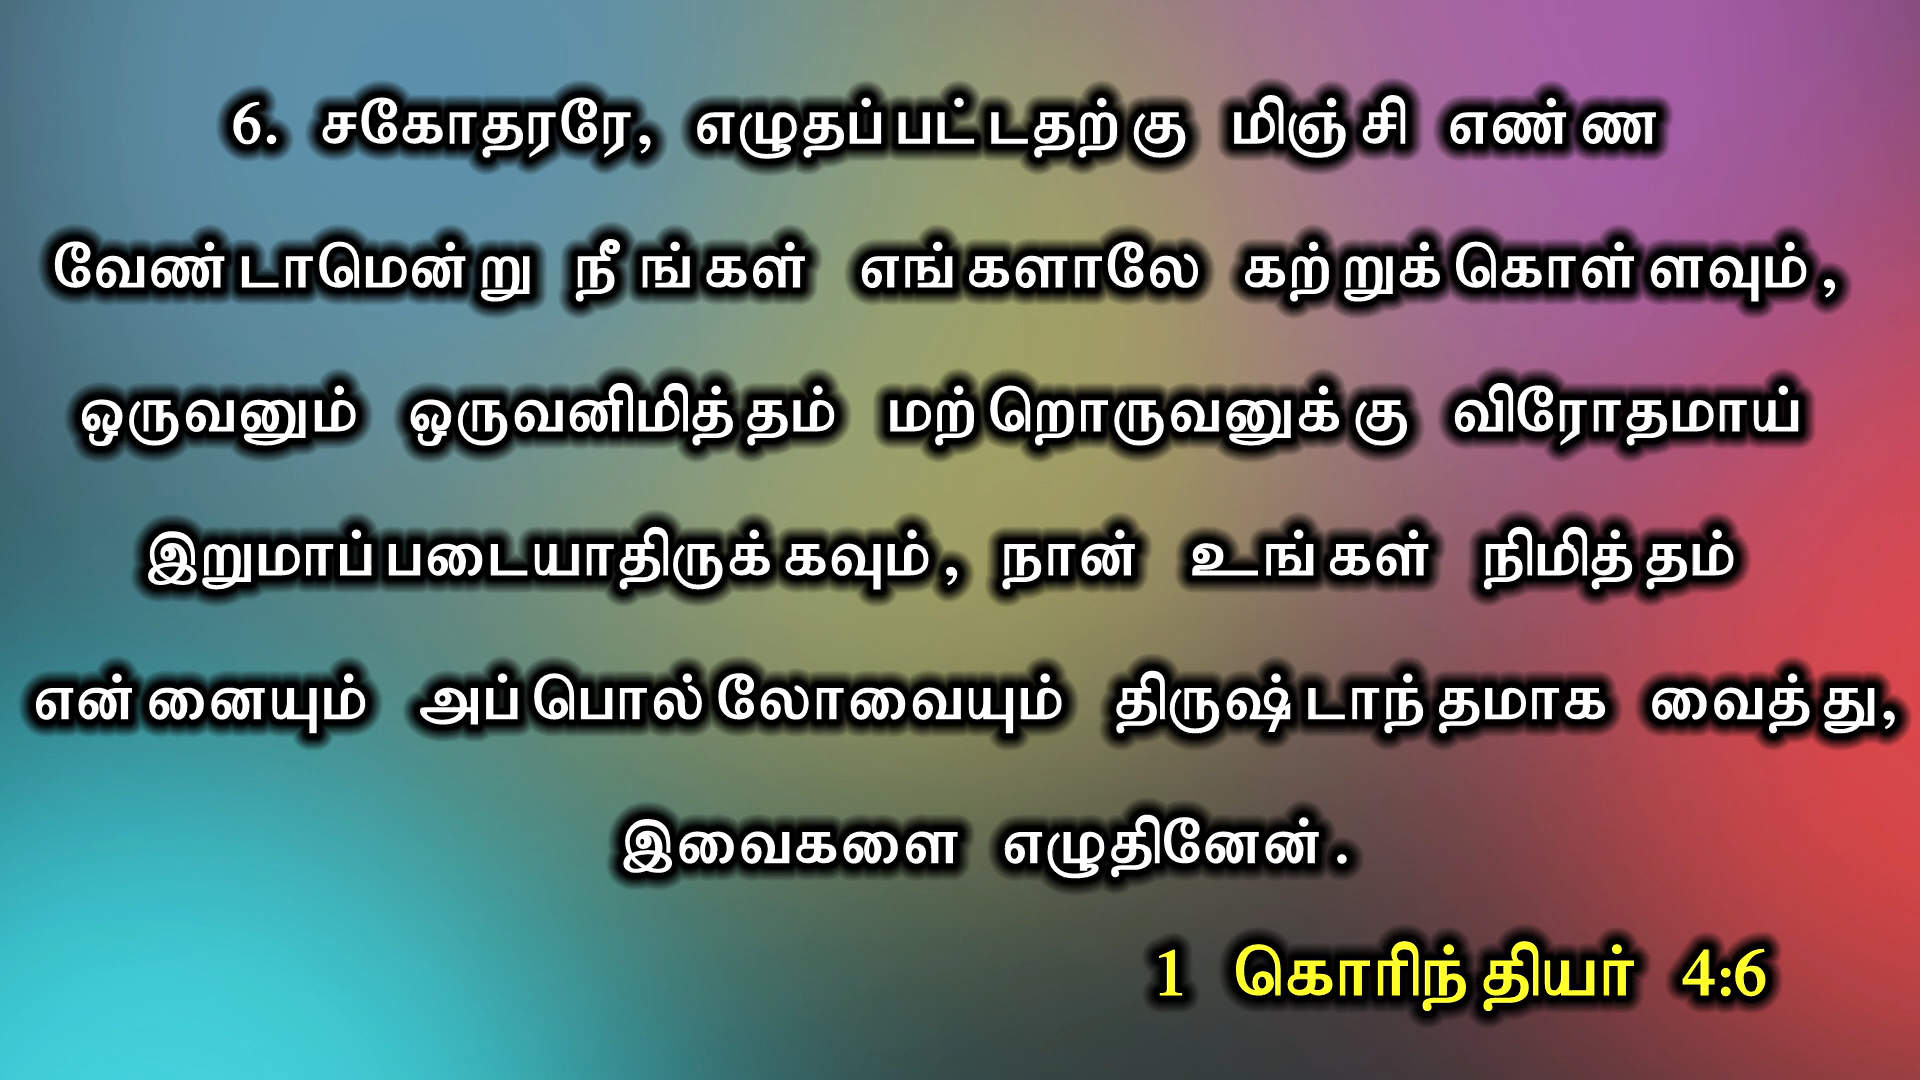 6. சகோதரரே, எழுதப்பட்டதற்கு மிஞ்சி எண்ண
வேண்டாமென்று நீங்கள் எங்களாலே கற்றுக்கொள்ளவும்,
ஒருவனும் ஒருவனிமித்தம் மற்றொருவனுக்கு விரோதமாய்
இறுமாப்படையாதிருக்கவும், நான் உங்கள் நிமித்தம்
என்னையும் அப்பொல்லோவையும் திருஷ்டாந்தமாக வைத்து,
இவைகளை எழுதினேன்.
1 கொரிந்தியர் 4:6